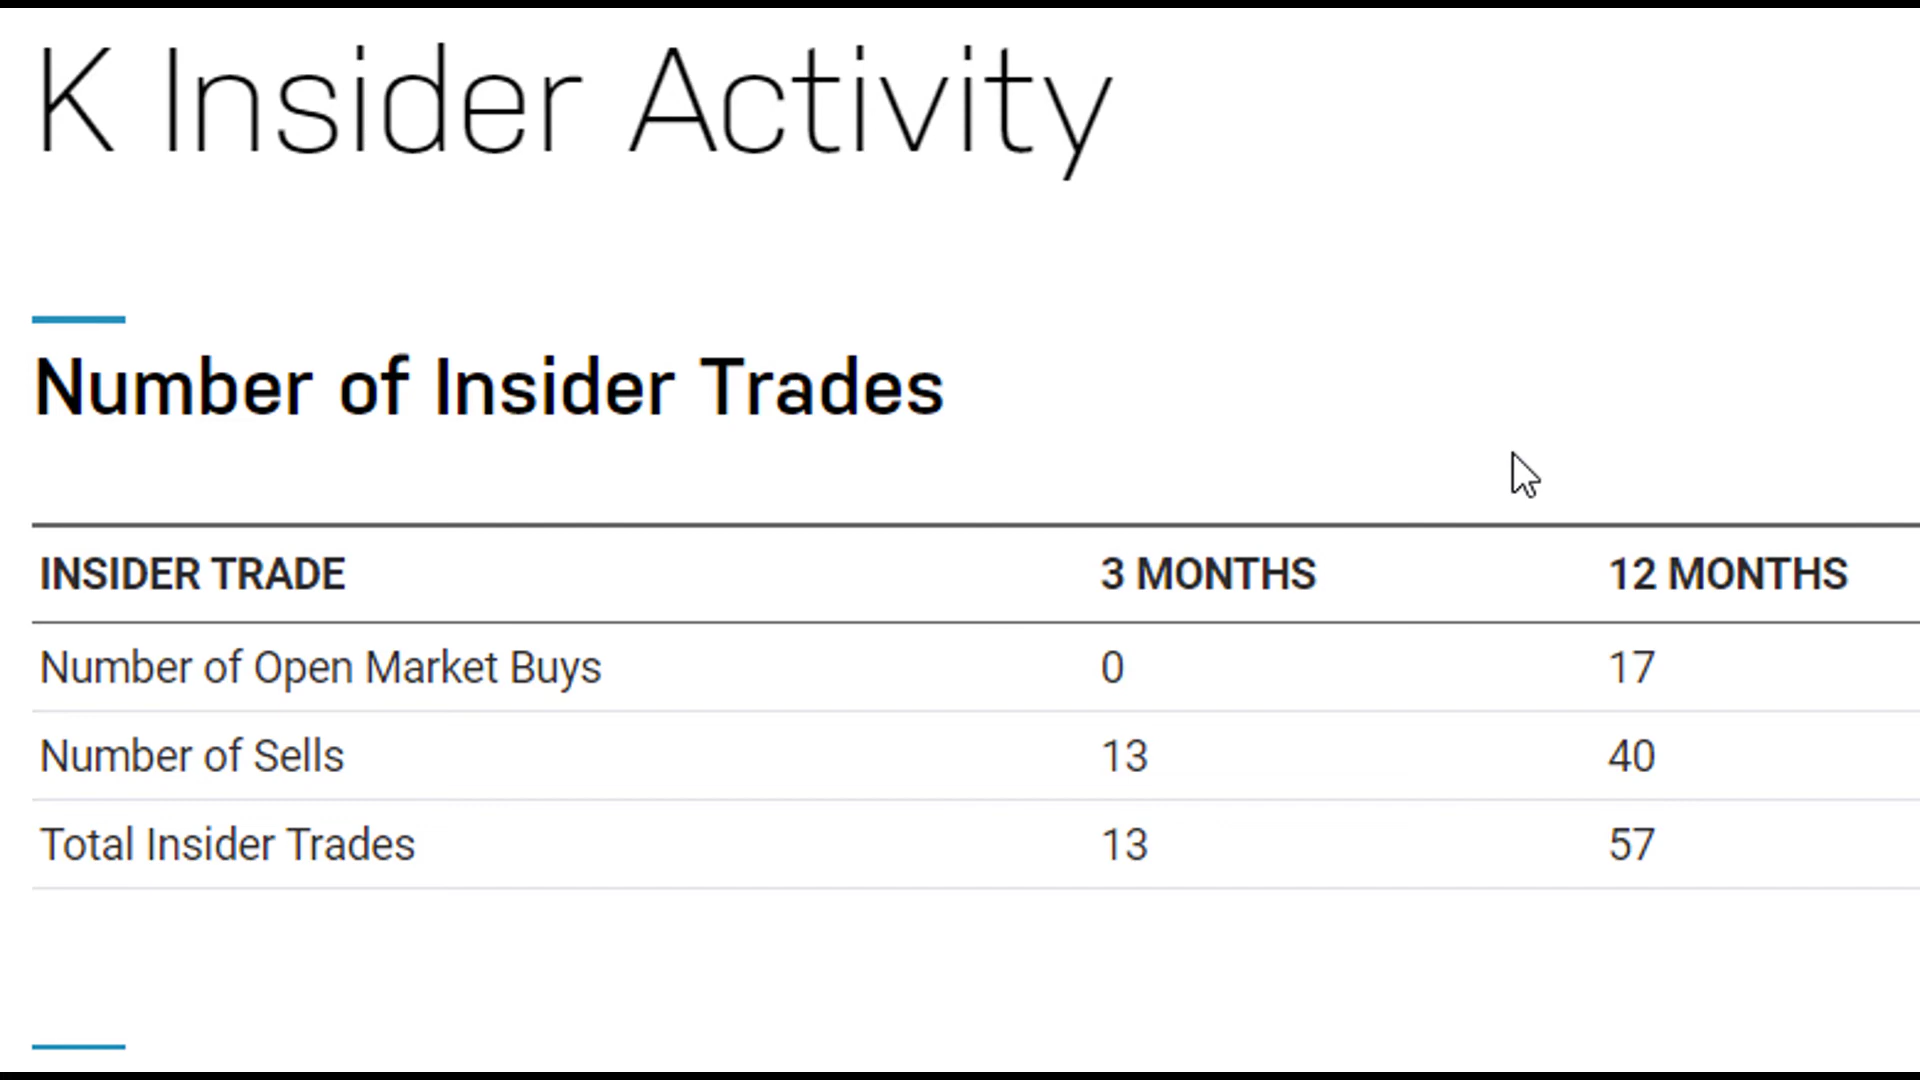 K Insider Activity
Number of Insider Trades
INSIDER TRADE 3 MONTHS 12 MONTHS
Number of Open Market Buys 0 17
Number of Sells 13 40
Total Insider Trades 13 57